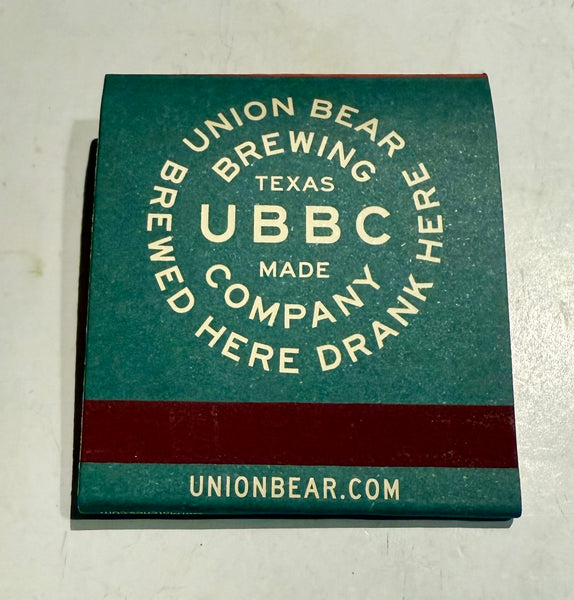 UNION BEAR
BREWING
TEXAS
UBBC
MADE
COMPANY
BREWED HERE DRANK HERE
UNIONBEAR.COM